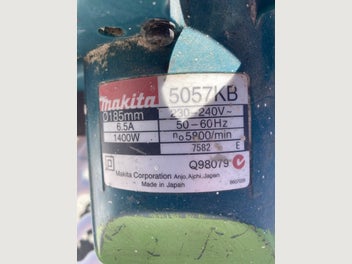 makita 5057KB
Ø185mm 230-240V~
6.5A 50-60Hz
1400W n₀5800/min
7582 E
Q98079
Makita Corporation Anjo, Aichi, Japan
Made in Japan